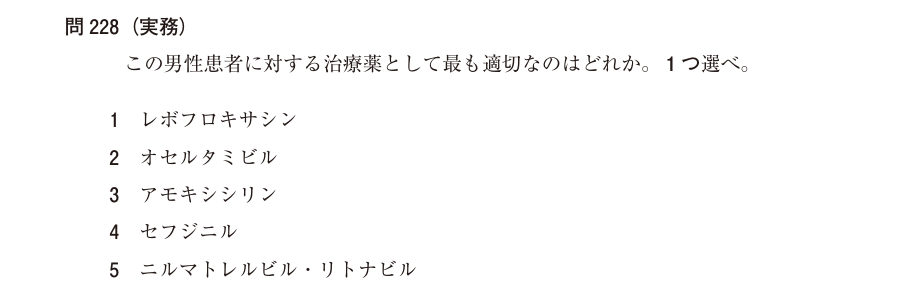 問 228（実務）
この男性患者に対する治療薬として最も適切なのはどれか。1 つ選べ。
1 レボフロキサシン
2 オセルタミビル
3 アモキシシリン
4 セフジニル
5 ニルマトレルビル・リトナビル